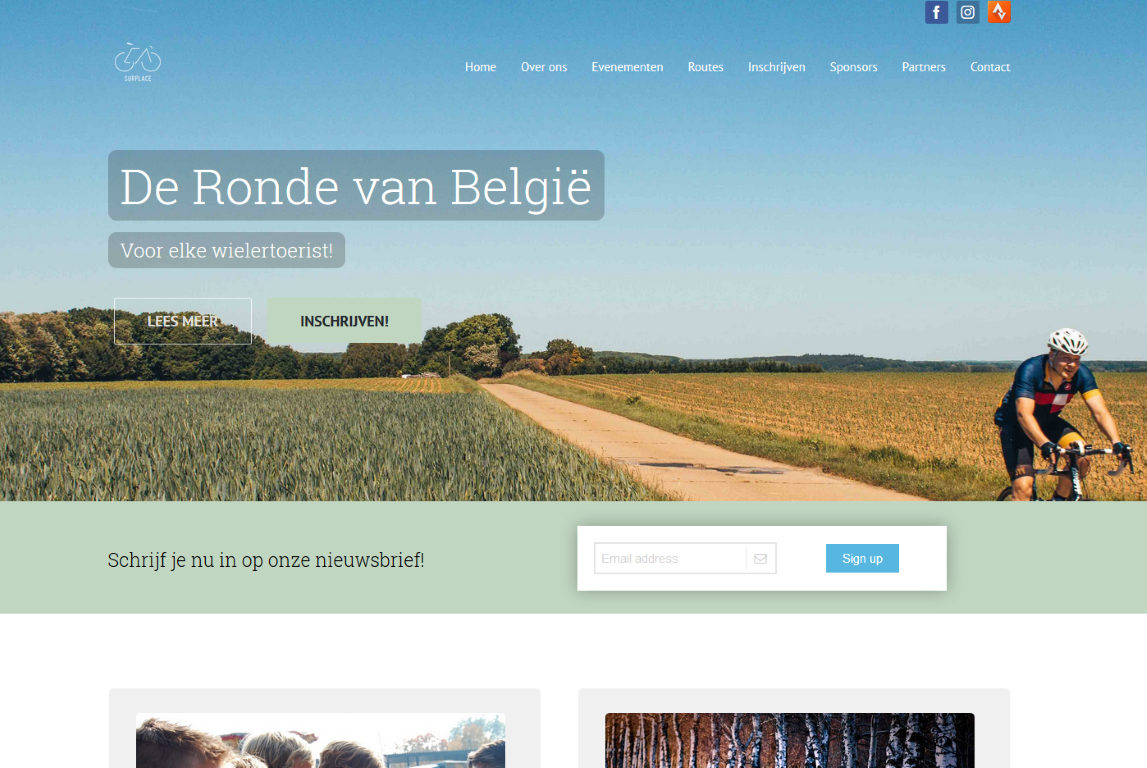 SURPLACE
Home Over ons Evenementen Routes Inschrijven Sponsors Partners Contact
De Ronde van België
Voor elke wielertoerist!
LEES MEER INSCHRIJVEN!
Schrijf je nu in op onze nieuwsbrief!
Email address Sign up